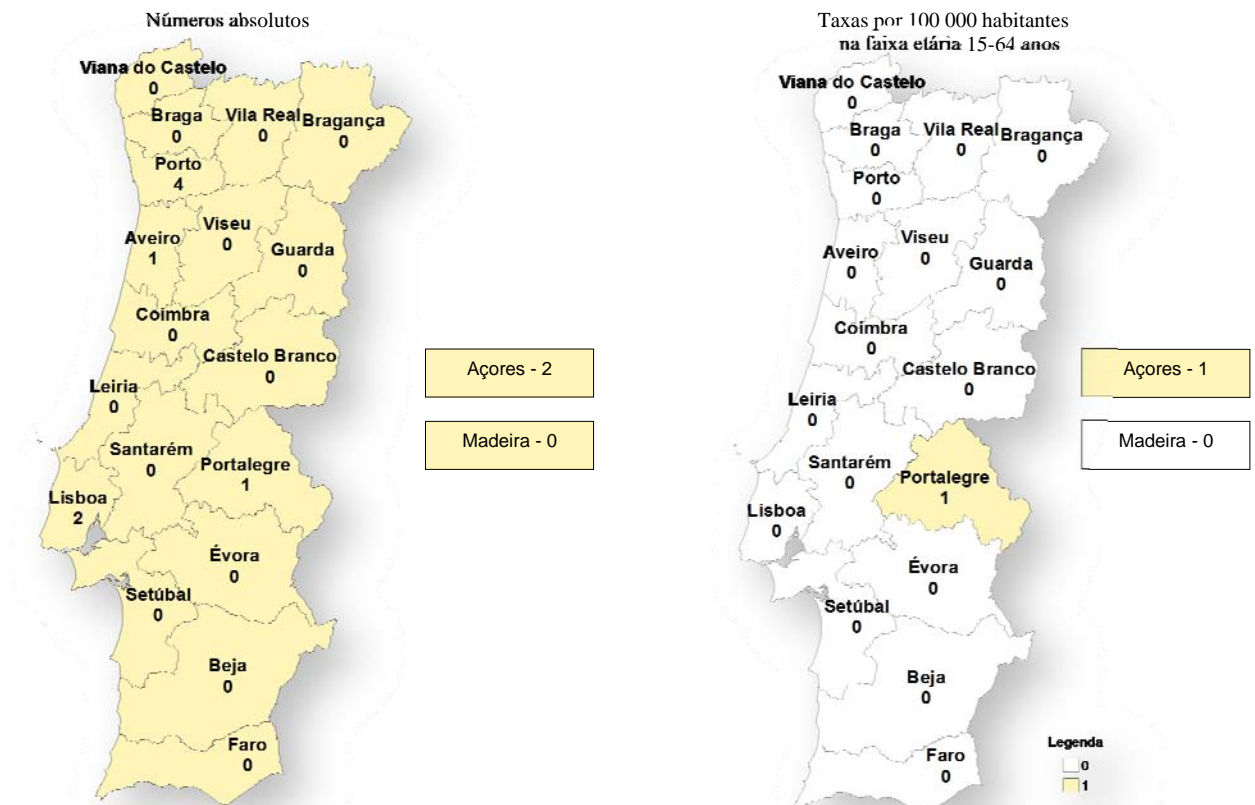 Números absolutos
Viana do Castelo
0
Braga
0
Vila Real
0
Bragança
0
Porto
4
Aveiro
1
Viseu
0
Guarda
0
Coimbra
0
Castelo Branco
0
Leiria
0
Santarém
0
Portalegre
1
Lisboa
2
Évora
0
Setúbal
0
Beja
0
Faro
0
Açores - 2
Madeira - 0
Taxas por 100 000 habitantes
na faixa etária 15-64 anos
Viana do Castelo
0
Braga
0
Vila Real
0
Bragança
0
Porto
0
Aveiro
0
Viseu
0
Guarda
0
Coimbra
0
Castelo Branco
0
Leiria
0
Santarém
0
Portalegre
1
Lisboa
0
Évora
0
Setúbal
0
Beja
0
Faro
0
Açores - 1
Madeira - 0
Legenda
0
1